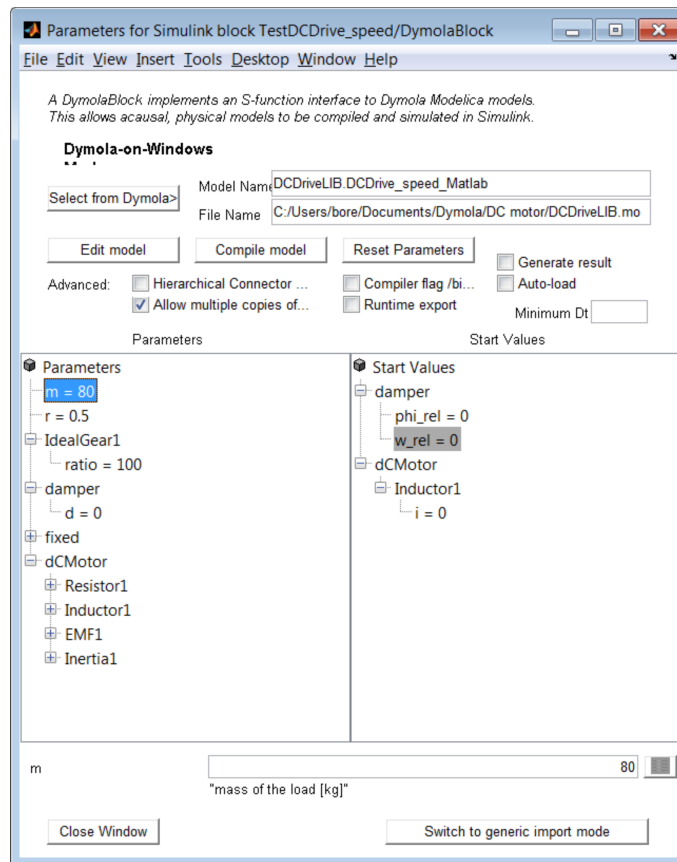 Parameters for Simulink block TestDCDrive_speed/DymolaBlock
File Edit View Insert Tools Desktop Window Help
A DymolaBlock implements an S-function interface to Dymola Modelica models.
This allows acausal, physical models to be compiled and simulated in Simulink.
Dymola-on-Windows
Select from Dymola>
Model Name DCDriveLIB.DCDrive_speed_Matlab
File Name C:/Users/bore/Documents/Dymola/DC motor/DCDriveLIB.mo
Edit model Compile model Reset Parameters
Generate result
Advanced: Hierarchical Connector ... Compiler flag /bi... Auto-load
Allow multiple copies of... Runtime export
Minimum Dt
Parameters Start Values
Parameters
m = 80
r = 0.5
IdealGear1
ratio = 100
damper
d = 0
fixed
dCMotor
Resistor1
Inductor1
EMF1
Inertia1
Start Values
damper
phi_rel = 0
w_rel = 0
dCMotor
Inductor1
i = 0
m 80
"mass of the load [kg]"
Close Window Switch to generic import mode